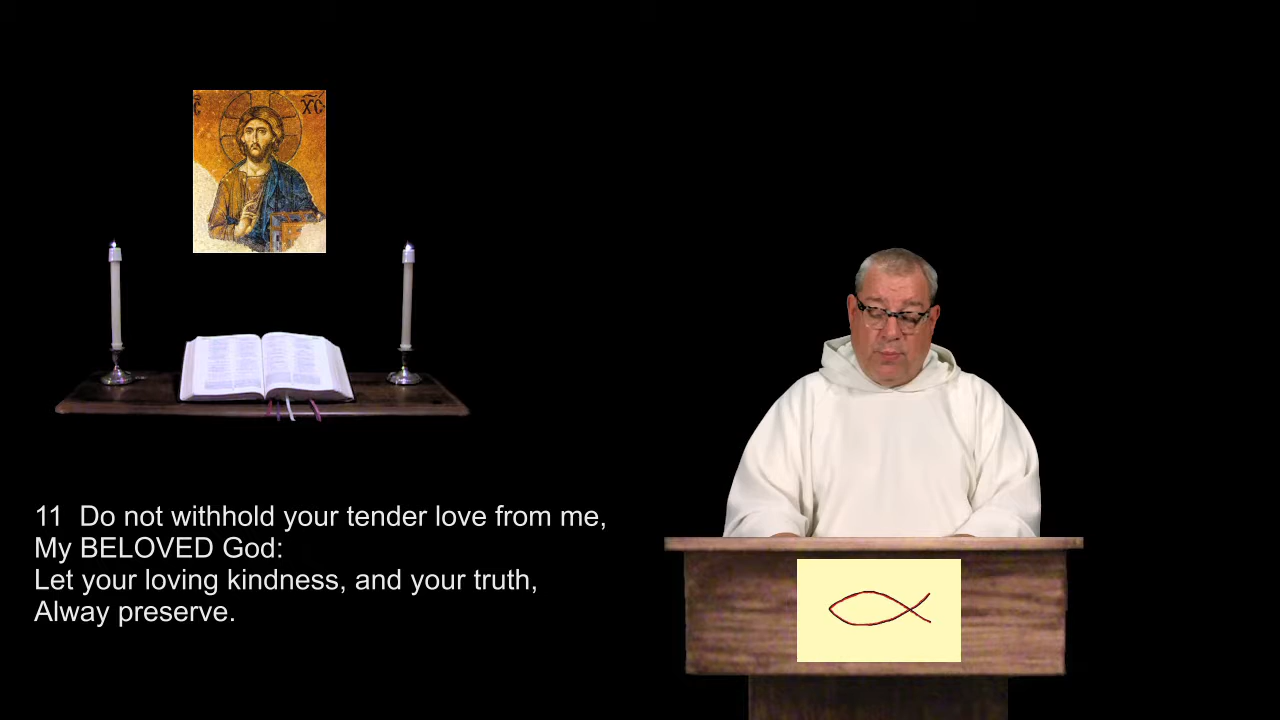 ΧC
11 Do not withhold your tender love from me,
My BELOVED God:
Let your loving kindness, and your truth,
Alway preserve.